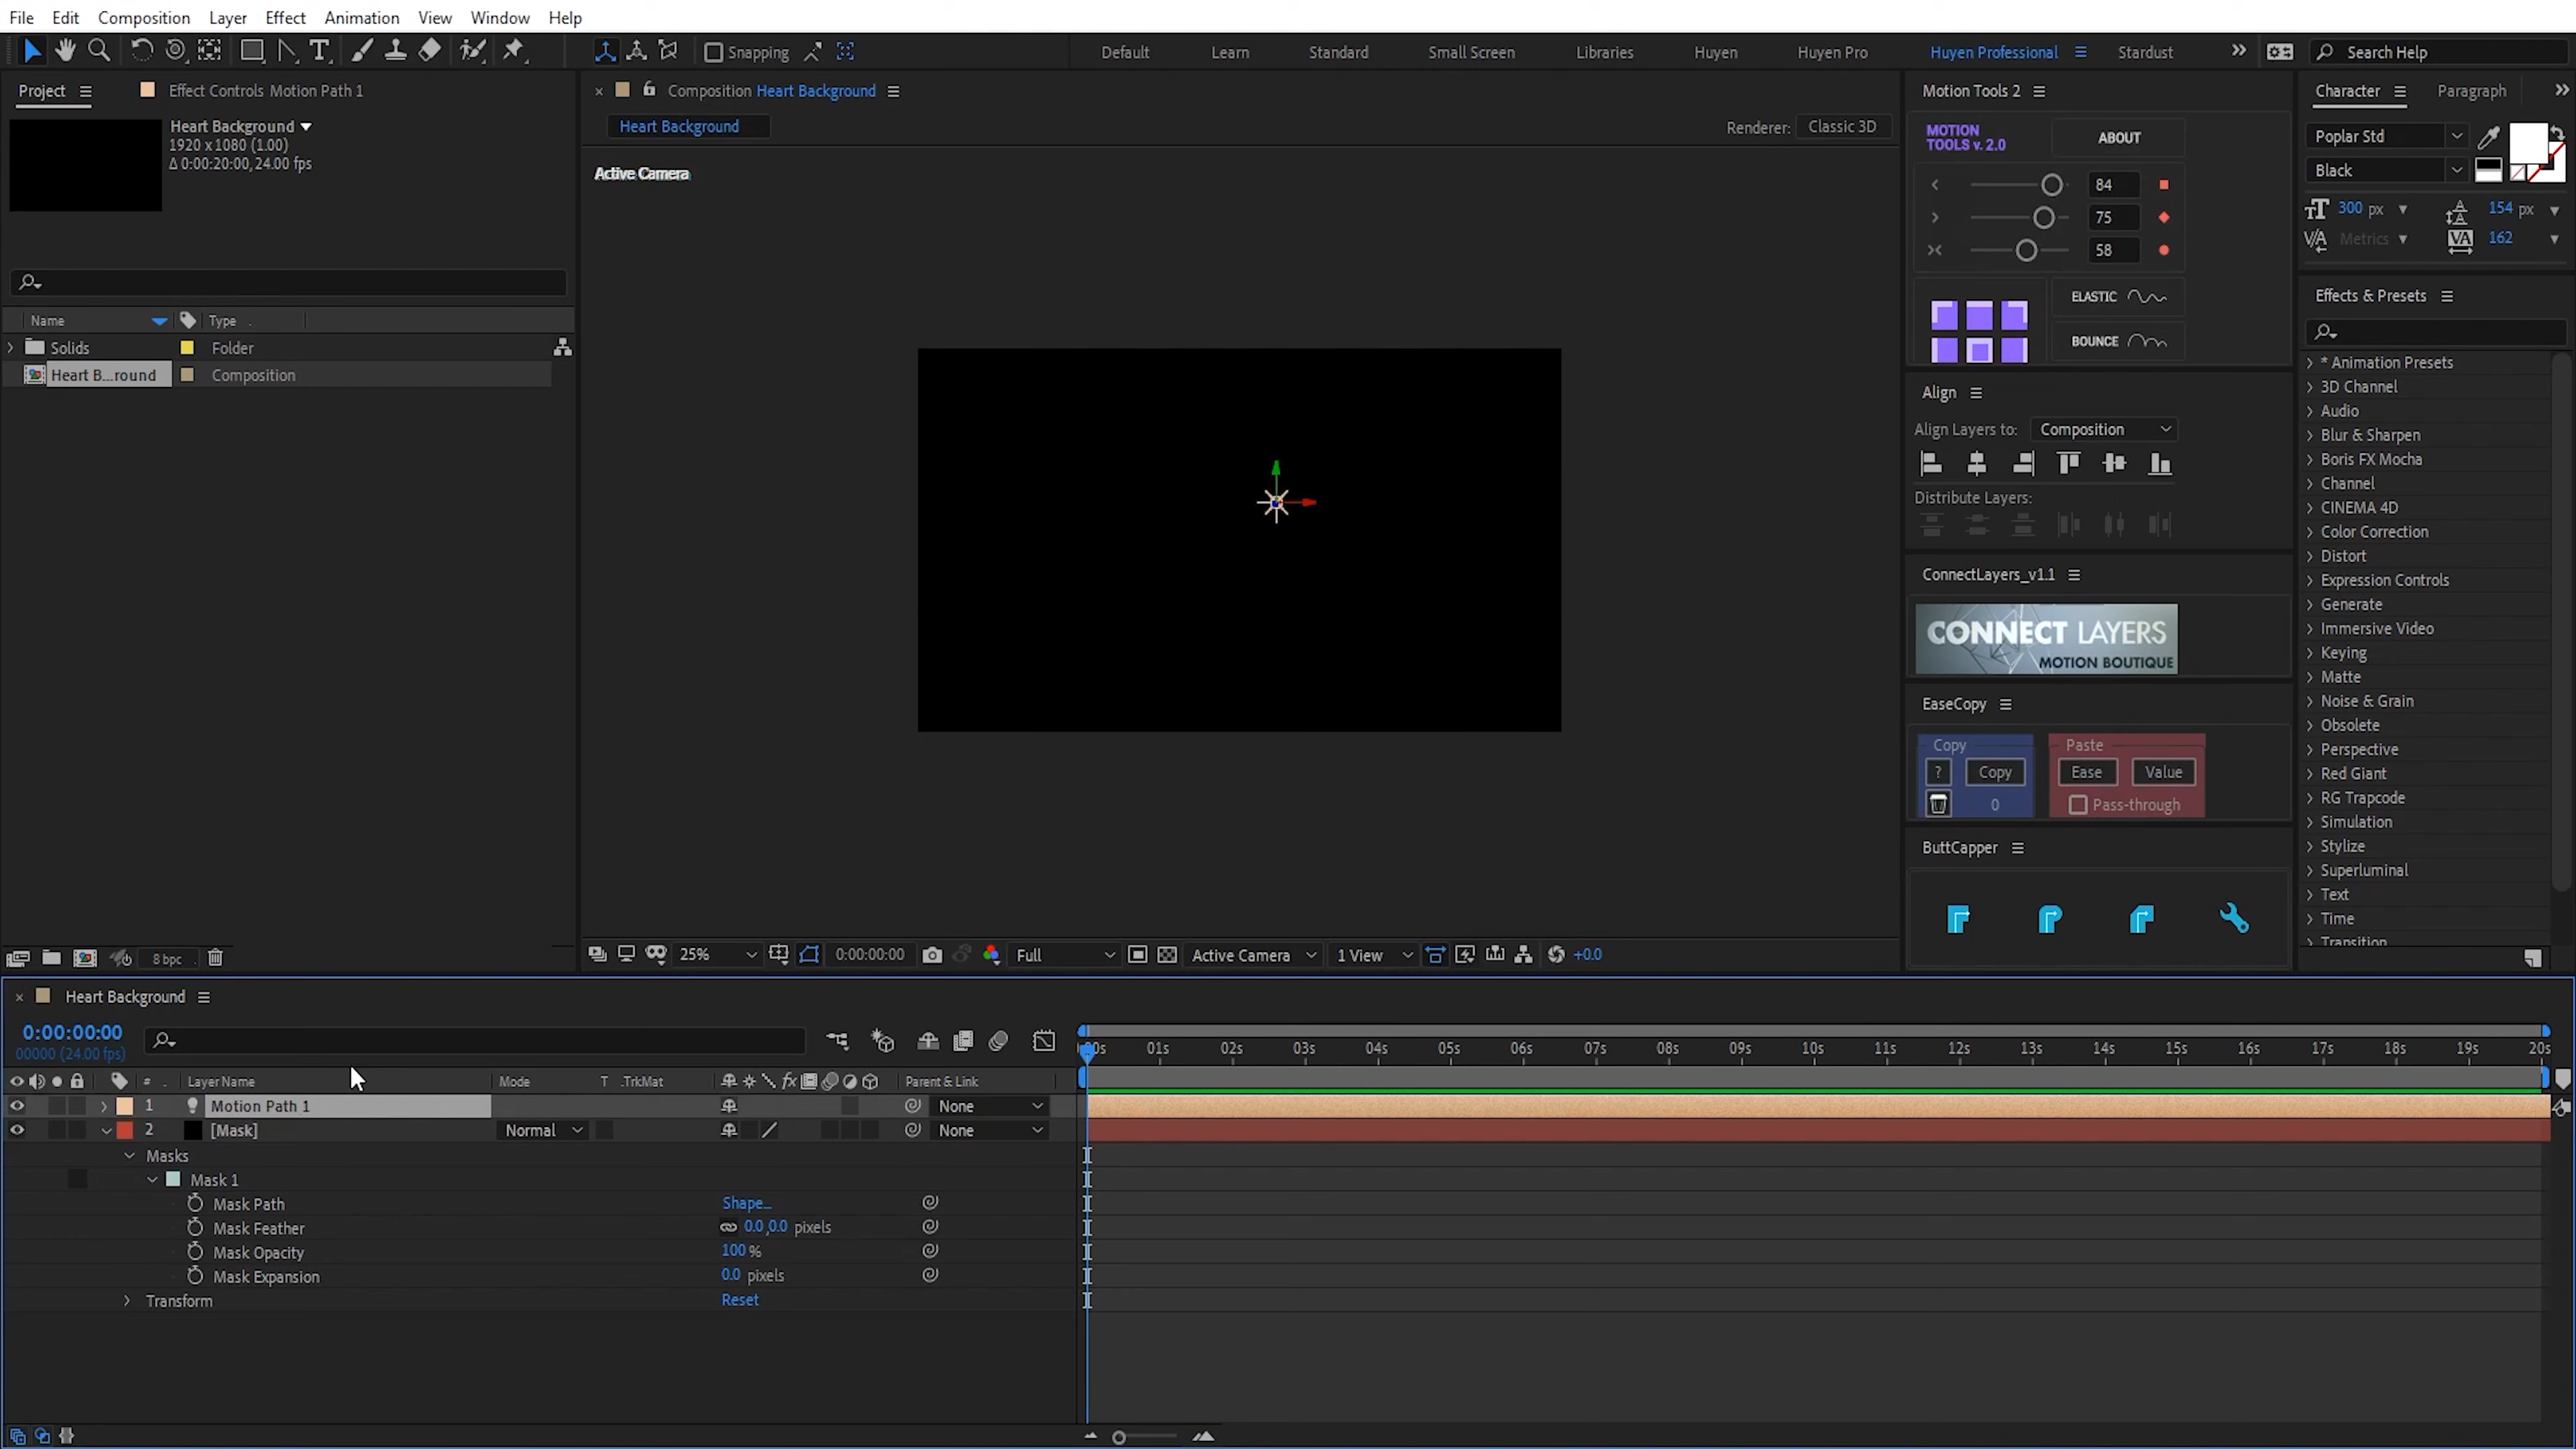 File Edit Composition Layer Effect Animation View Window Help
Snapping Default Learn Standard Small Screen Libraries Huyen Huyen Pro Huyen Professional Stardust Search Help
Project Effect Controls Motion Path 1
Heart Background
1920 x 1080 (1.00)
Δ 0:00:20:00, 24.00 fps
Name Type
Solids Folder
Heart B...round Composition
8 bpc
Composition Heart Background
Heart Background
Renderer: Classic 3D
Active Camera
25% 0:00:00:00 Full Active Camera 1 View +0.0
Motion Tools 2
MOTION
TOOLS v. 2.0
ABOUT
84
75
58
ELASTIC
BOUNCE
Align
Align Layers to: Composition
Distribute Layers:
ConnectLayers_v1.1
CONNECT LAYERS
MOTION BOUTIQUE
EaseCopy
Copy Paste
? Copy Ease Value
0 Pass-through
ButtCapper
Character Paragraph
Poplar Std
Black
300 px 154 px
Metrics 162
Effects & Presets
* Animation Presets
3D Channel
Audio
Blur & Sharpen
Boris FX Mocha
Channel
CINEMA 4D
Color Correction
Distort
Expression Controls
Generate
Immersive Video
Keying
Matte
Noise & Grain
Obsolete
Perspective
Red Giant
RG Trapcode
Simulation
Stylize
Superluminal
Text
Time
Transition
Heart Background
0:00:00:00
00000 (24.00 fps)
00s 01s 02s 03s 04s 05s 06s 07s 08s 09s 10s 11s 12s 13s 14s 15s 16s 17s 18s 19s 20s
# Layer Name Mode T .TrkMat fx Parent & Link
1 Motion Path 1 None
2 [Mask] Normal None
Masks
Mask 1
Mask Path Shape...
Mask Feather 0.0,0.0 pixels
Mask Opacity 100 %
Mask Expansion 0.0 pixels
Transform Reset